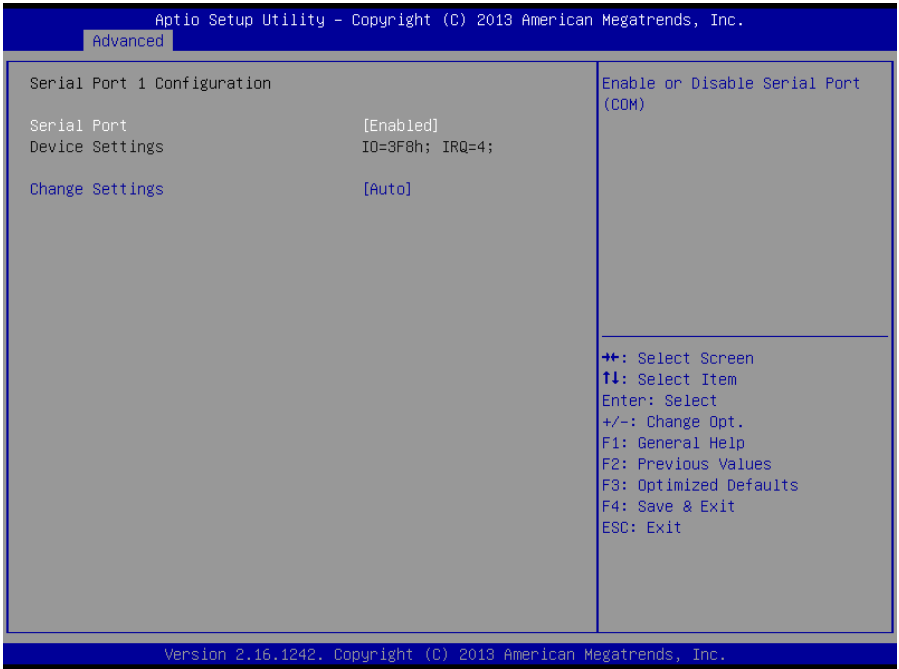 Aptio Setup Utility – Copyright (C) 2013 American Megatrends, Inc.
Advanced
Serial Port 1 Configuration
Serial Port [Enabled]
Device Settings IO=3F8h; IRQ=4;
Change Settings [Auto]
Enable or Disable Serial Port
(COM)
→←: Select Screen
↑↓: Select Item
Enter: Select
+/-: Change Opt.
F1: General Help
F2: Previous Values
F3: Optimized Defaults
F4: Save & Exit
ESC: Exit
Version 2.16.1242. Copyright (C) 2013 American Megatrends, Inc.